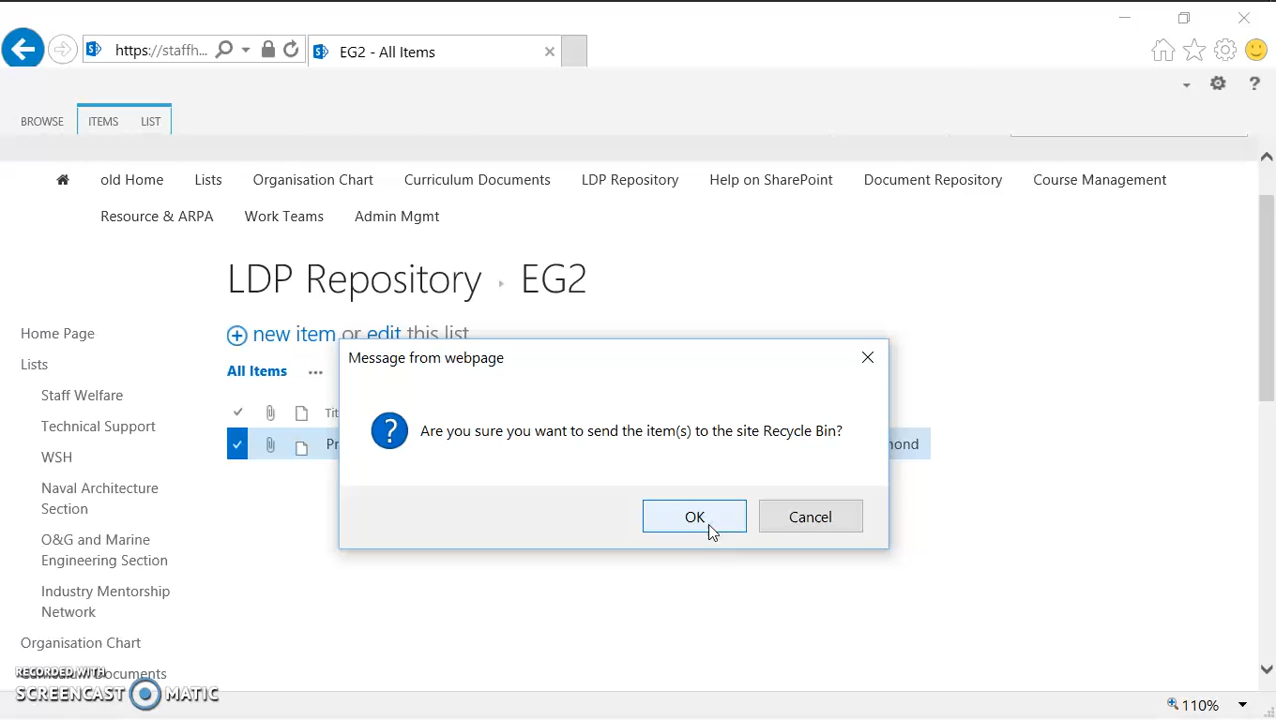 https://staffh...
EG2 - All Items
BROWSE ITEMS LIST
old Home Lists Organisation Chart Curriculum Documents LDP Repository Help on SharePoint Document Repository Course Management
Resource & ARPA Work Teams Admin Mgmt
LDP Repository ▸ EG2
new item or edit this list
All Items ...
Message from webpage
Are you sure you want to send the item(s) to the site Recycle Bin?
OK Cancel
Home Page
Lists
Staff Welfare
Technical Support
WSH
Naval Architecture
Section
O&G and Marine
Engineering Section
Industry Mentorship
Network
Organisation Chart
Documents
RECORDED WITH
SCREENCAST MATIC
110%